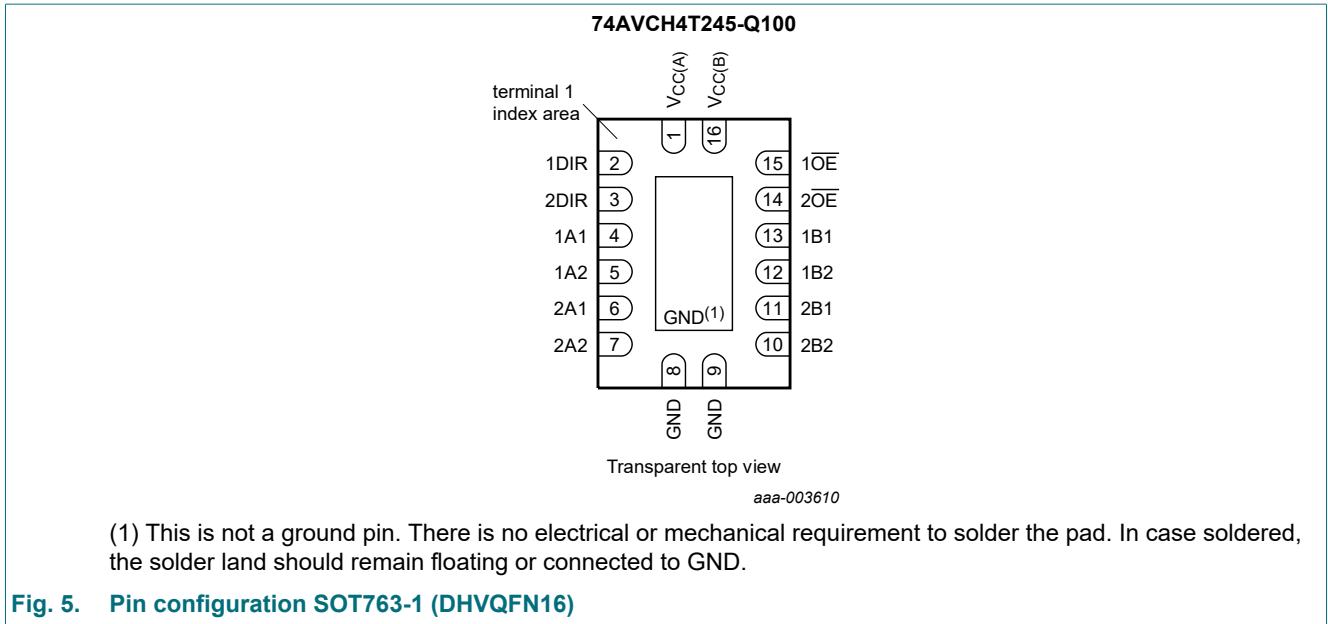 74AVCH4T245-Q100
VCC(A)
VCC(B)
terminal 1
index area
1
16
1DIR 2 15 1O̅E̅
2DIR 3 14 2O̅E̅
1A1 4 13 1B1
1A2 5 12 1B2
2A1 6 11 2B1
GND(1)
2A2 7 10 2B2
8 9
GND GND
Transparent top view
aaa-003610
(1) This is not a ground pin. There is no electrical or mechanical requirement to solder the pad. In case soldered,
the solder land should remain floating or connected to GND.
Fig. 5. Pin configuration SOT763-1 (DHVQFN16)